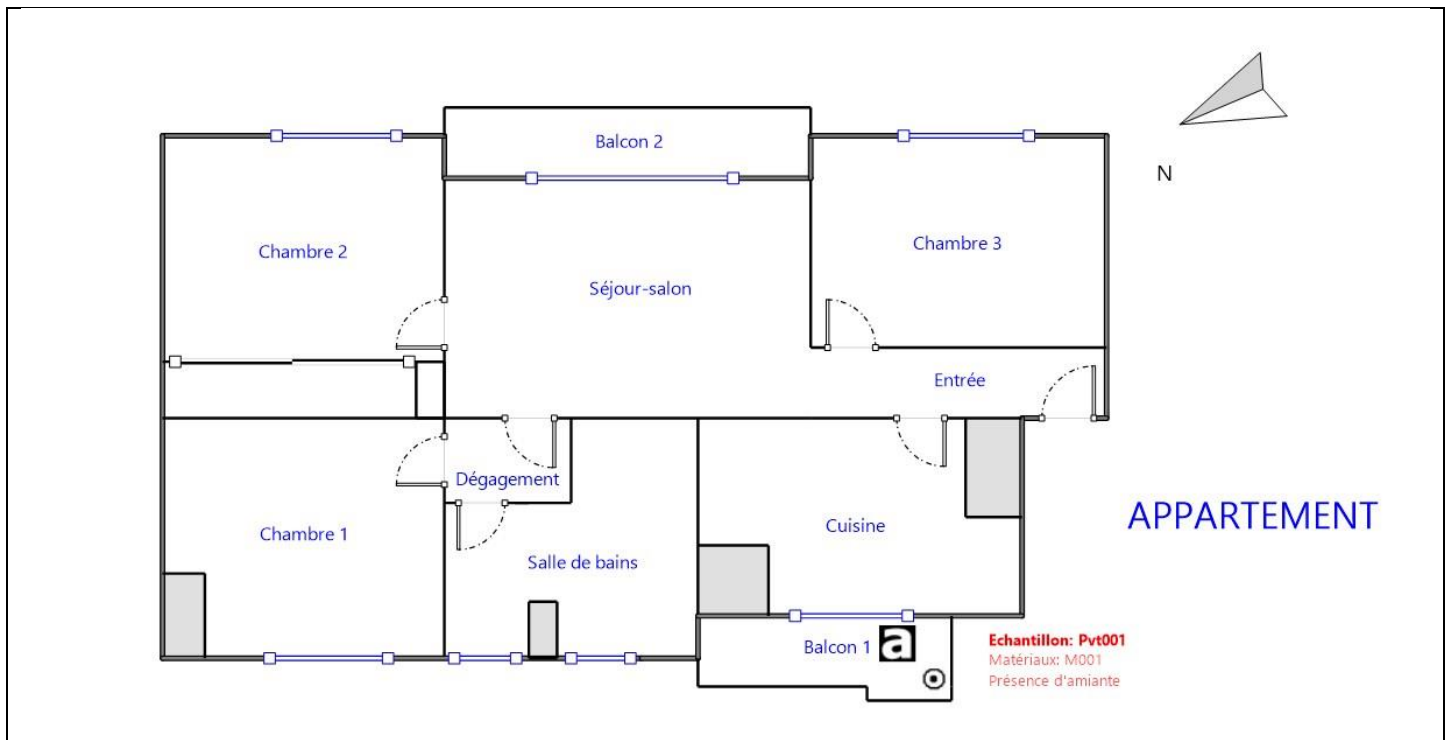 Balcon 2
N
Chambre 2
Chambre 3
Séjour-salon
Entrée
Dégagement
Chambre 1
Salle de bains
Cuisine
APPARTEMENT
Balcon 1
a
Echantillon: Pvt001
Matériaux: M001
Présence d'amiante